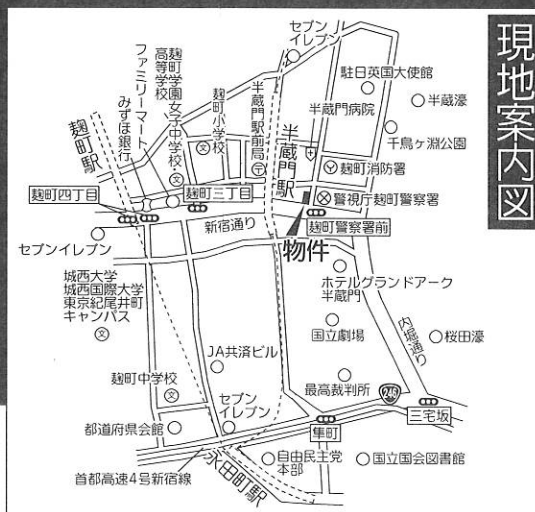 現地案内図
セブン
イレブン
駐日英国大使館
半蔵濠
半蔵門病院
千鳥ヶ淵公園
麹町消防署
警視庁麹町警察署
麹町警察署前
半蔵門駅
半蔵門駅前局
麹町小学校
麹町学園女子中学校
高等学校
ファミリーマート
みずほ銀行
麹町駅
麹町四丁目
麹町三丁目
新宿通り
物件
セブンイレブン
城西大学
城西国際大学
東京紀尾井町
キャンパス
ホテルグランドアーク
半蔵門
国立劇場
内堀通り
桜田濠
JA共済ビル
最高裁判所
246
三宅坂
麹町中学校
セブン
イレブン
都道府県会館
隼町
首都高速4号新宿線
永田町駅
自由民主党
本部
国立国会図書館
文
文
文
文
〒